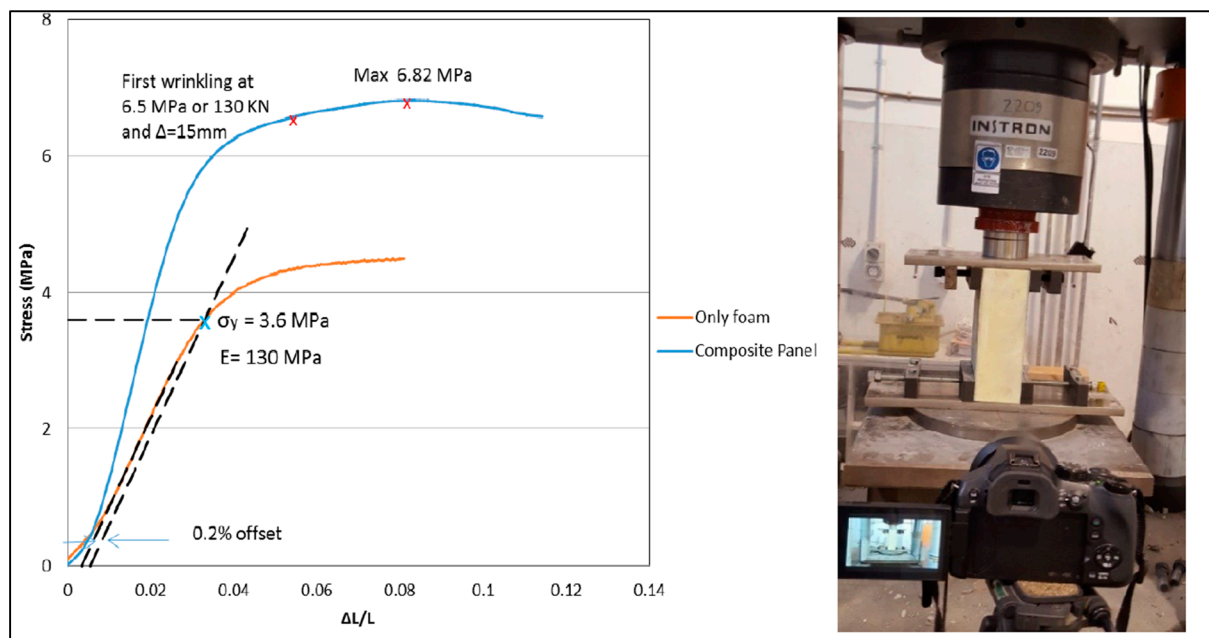 8
6
4
2
0
Stress (MPa)
First wrinkling at
6.5 MPa or 130 KN
and Δ=15mm
Max 6.82 MPa
σy = 3.6 MPa
E= 130 MPa
0.2% offset
0
0.02
0.04
0.06
0.08
0.1
0.12
0.14
ΔL/L
Only foam
Composite Panel
2209
INSTRON
2209